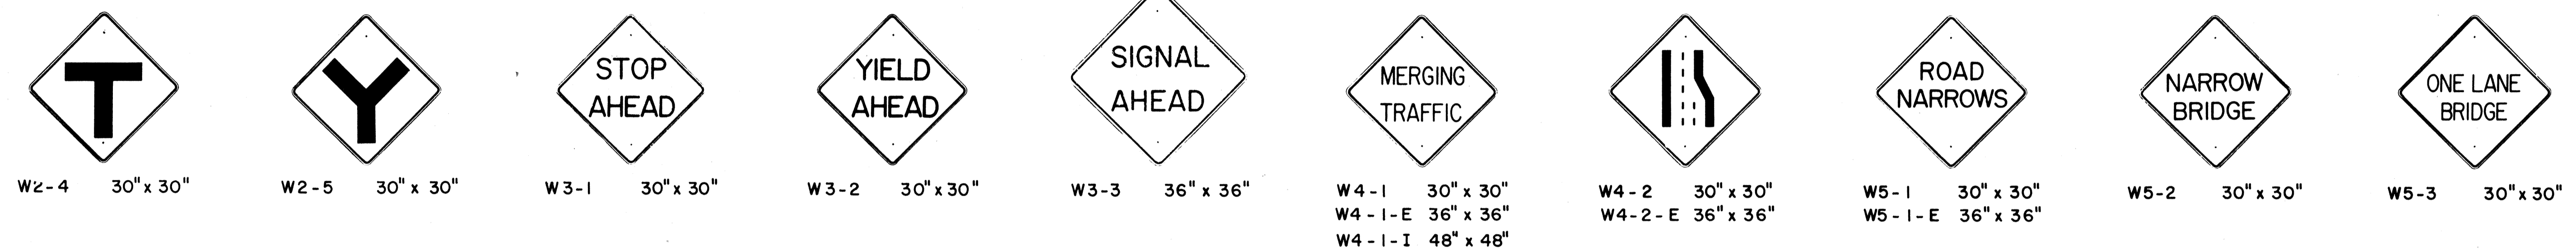 STOP
AHEAD
YIELD
AHEAD
SIGNAL
AHEAD
MERGING
TRAFFIC
ROAD
NARROWS
NARROW
BRIDGE
ONE LANE
BRIDGE
W2-4 30" x 30"
W2-5 30" x 30"
W3-1 30" x 30"
W3-2 30" x 30"
W3-3 36" x 36"
W4-1 30" x 30"
W4-1-E 36" x 36"
W4-1-I 48" x 48"
W4-2 30" x 30"
W4-2-E 36" x 36"
W5-1 30" x 30"
W5-1-E 36" x 36"
W5-2 30" x 30"
W5-3 30" x 30"